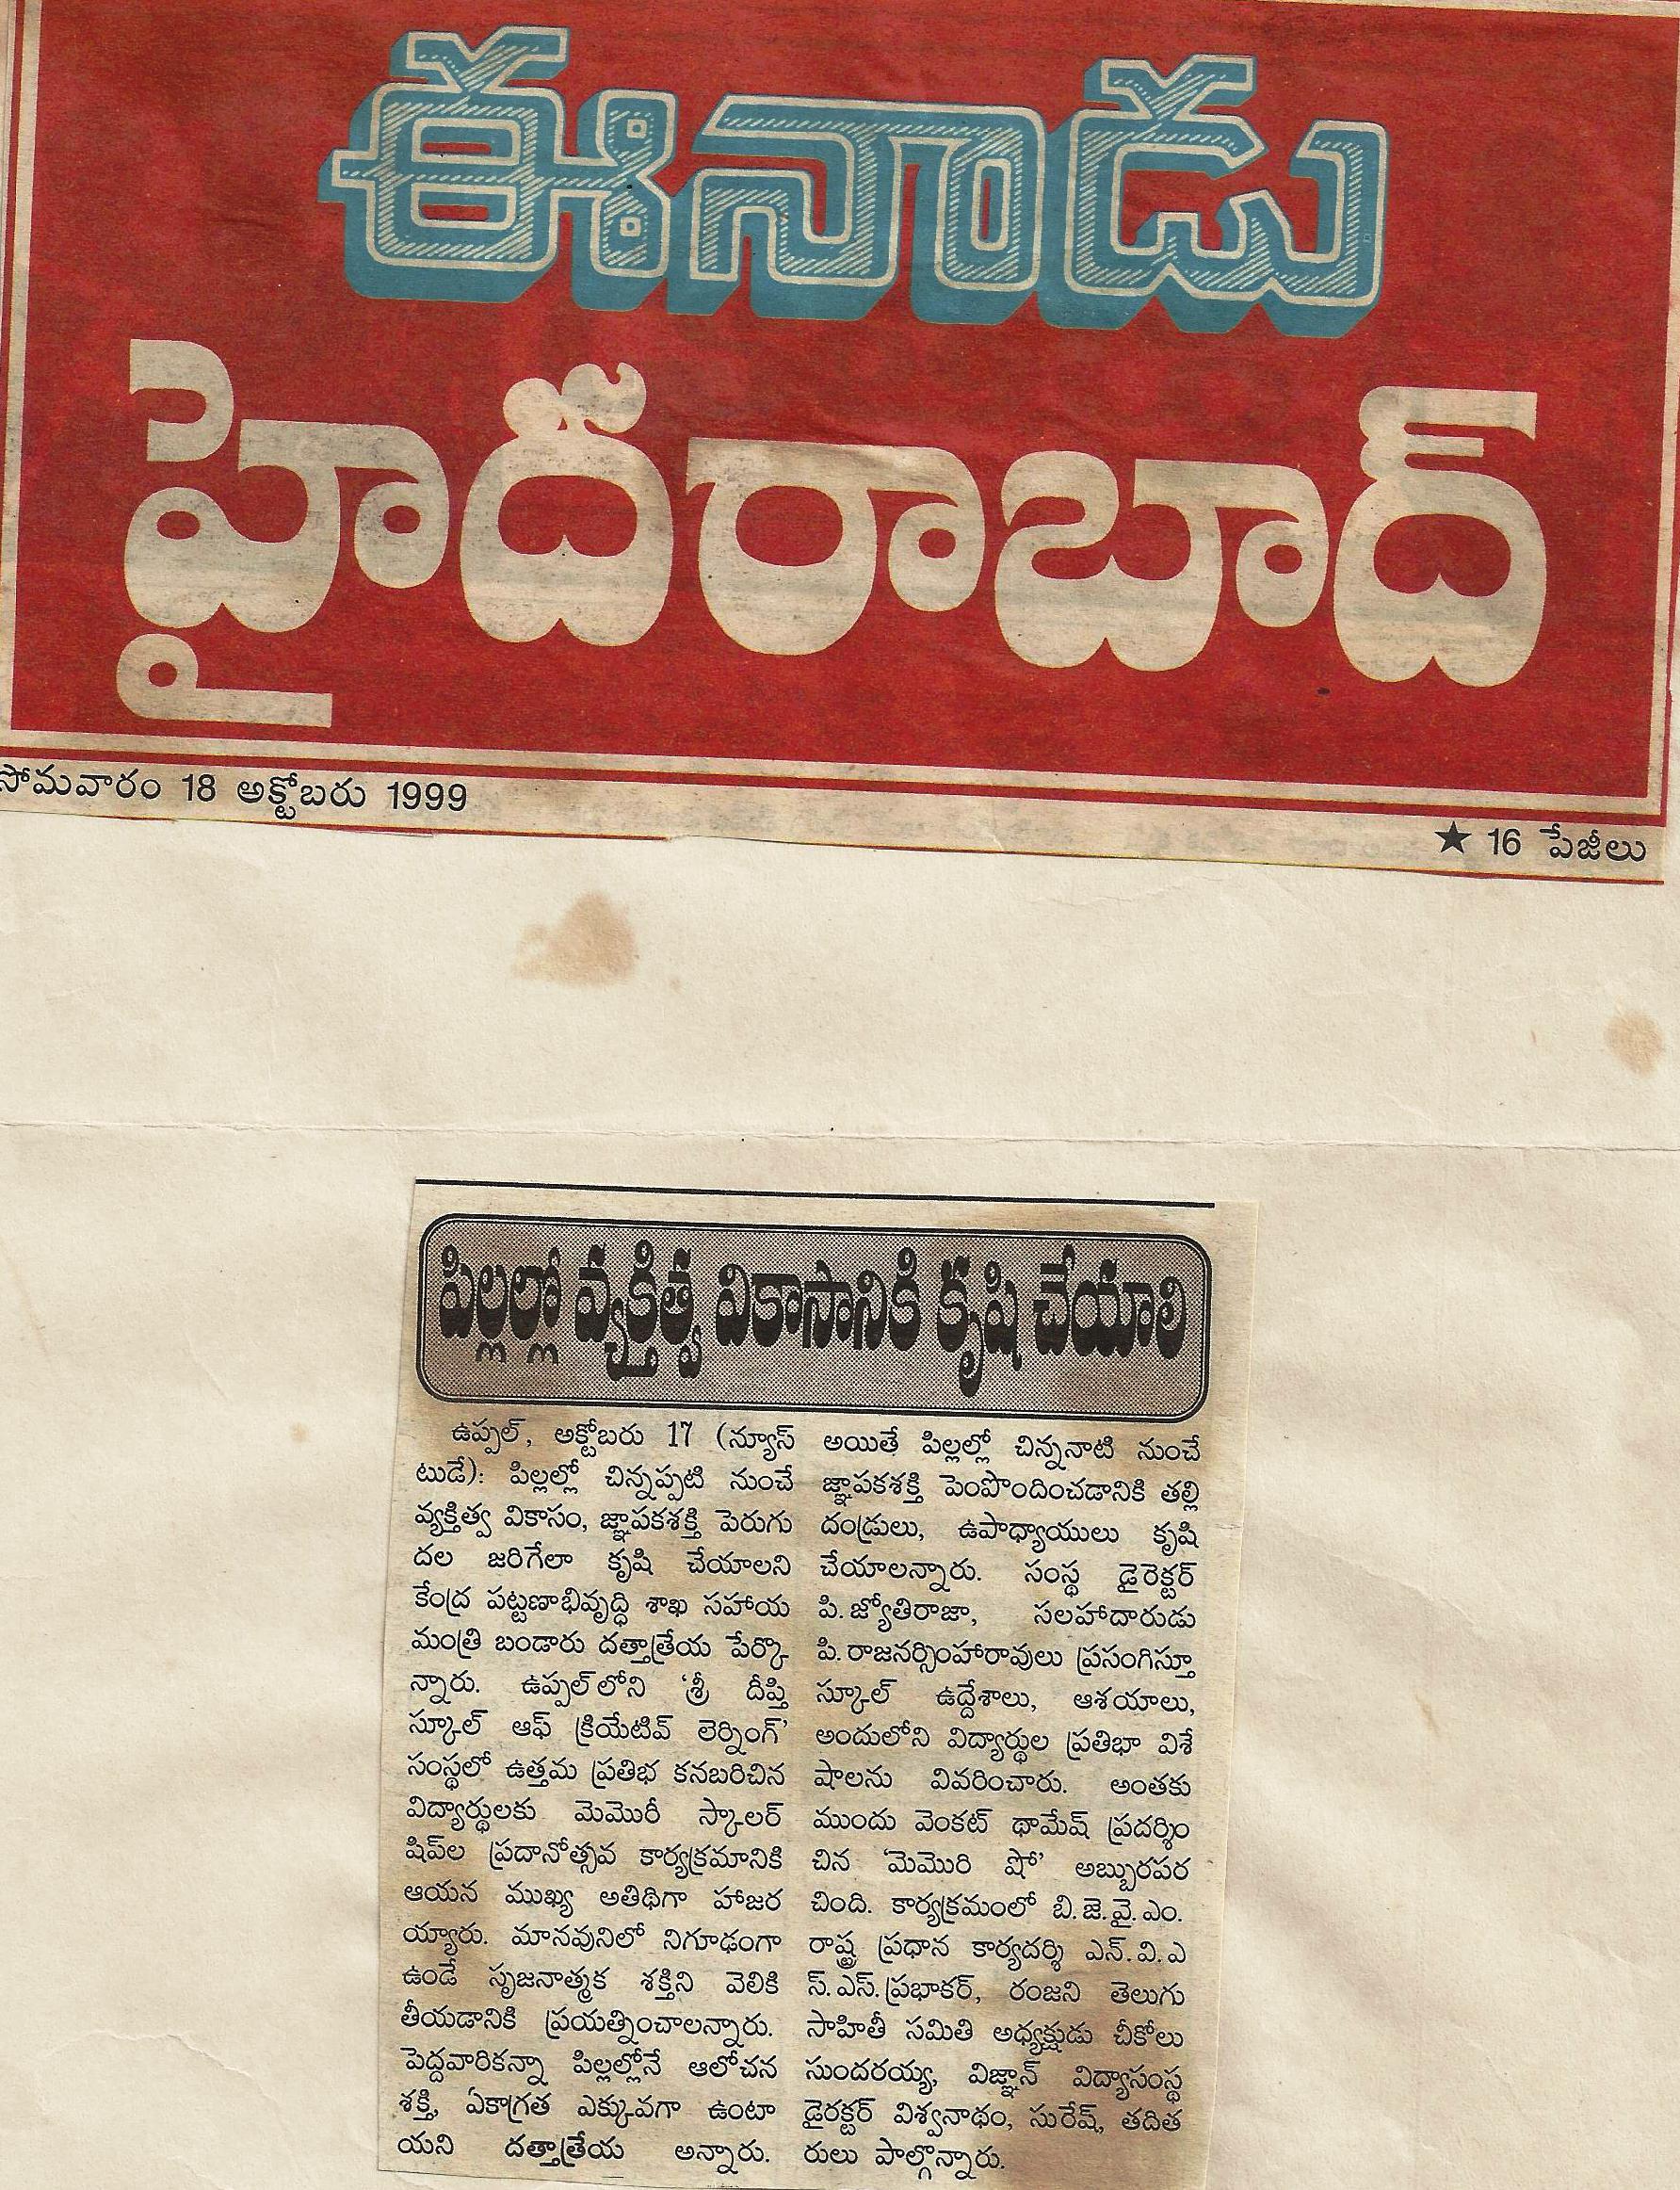 ఈనాడు
హైదరాబాద్
సోమవారం 18 అక్టోబరు 1999
★ 16 పేజీలు
పిల్లల్లో వ్యక్తిత్వ వికాసానికి కృషి చేయాలి
ఉప్పల్, అక్టోబరు 17 (న్యూస్
టుడే): పిల్లల్లో చిన్నప్పటి నుంచే
వ్యక్తిత్వ వికాసం, జ్ఞాపకశక్తి పెరుగు
దల జరిగేలా కృషి చేయాలని
కేంద్ర పట్టణాభివృద్ధి శాఖ సహాయ
మంత్రి బండారు దత్తాత్రేయ పేర్కొ
న్నారు. ఉప్పల్‌లోని ‘శ్రీ దీప్తి
స్కూల్ ఆఫ్ క్రియేటివ్ లెర్నింగ్’
సంస్థలో ఉత్తమ ప్రతిభ కనబరిచిన
విద్యార్థులకు మెమొరీ స్కాలర్
షిప్‌ల ప్రదానోత్సవ కార్యక్రమానికి
ఆయన ముఖ్య అతిథిగా హాజర
య్యారు. మానవునిలో నిగూఢంగా
ఉండే సృజనాత్మక శక్తిని వెలికి
తీయడానికి ప్రయత్నించాలన్నారు.
పెద్దవారికన్నా పిల్లల్లోనే ఆలోచన
శక్తి, ఏకాగ్రత ఎక్కువగా ఉంటా
యని దత్తాత్రేయ అన్నారు.
అయితే పిల్లల్లో చిన్ననాటి నుంచే
జ్ఞాపకశక్తి పెంపొందించడానికి తల్లి
దండ్రులు, ఉపాధ్యాయులు కృషి
చేయాలన్నారు. సంస్థ డైరెక్టర్
పి. జ్యోతిరాజా, సలహాదారుడు
పి. రాజనర్సింహారావులు ప్రసంగిస్తూ
స్కూల్ ఉద్దేశాలు, ఆశయాలు,
అందులోని విద్యార్థుల ప్రతిభా విశే
షాలను వివరించారు. అంతకు
ముందు వెంకట్ థామేష్ ప్రదర్శిం
చిన ‘మెమొరి షో’ అబ్బురపర
చింది. కార్యక్రమంలో బి.జె.వై.ఎం.
రాష్ట్ర ప్రధాన కార్యదర్శి ఎన్.వి.ఎ
స్.ఎస్.ప్రభాకర్, రంజని తెలుగు
సాహితీ సమితి అధ్యక్షుడు చీకోలు
సుందరయ్య, విజ్ఞాన్ విద్యాసంస్థ
డైరక్టర్ విశ్వనాథం, సురేష్, తదిత
రులు పాల్గొన్నారు.